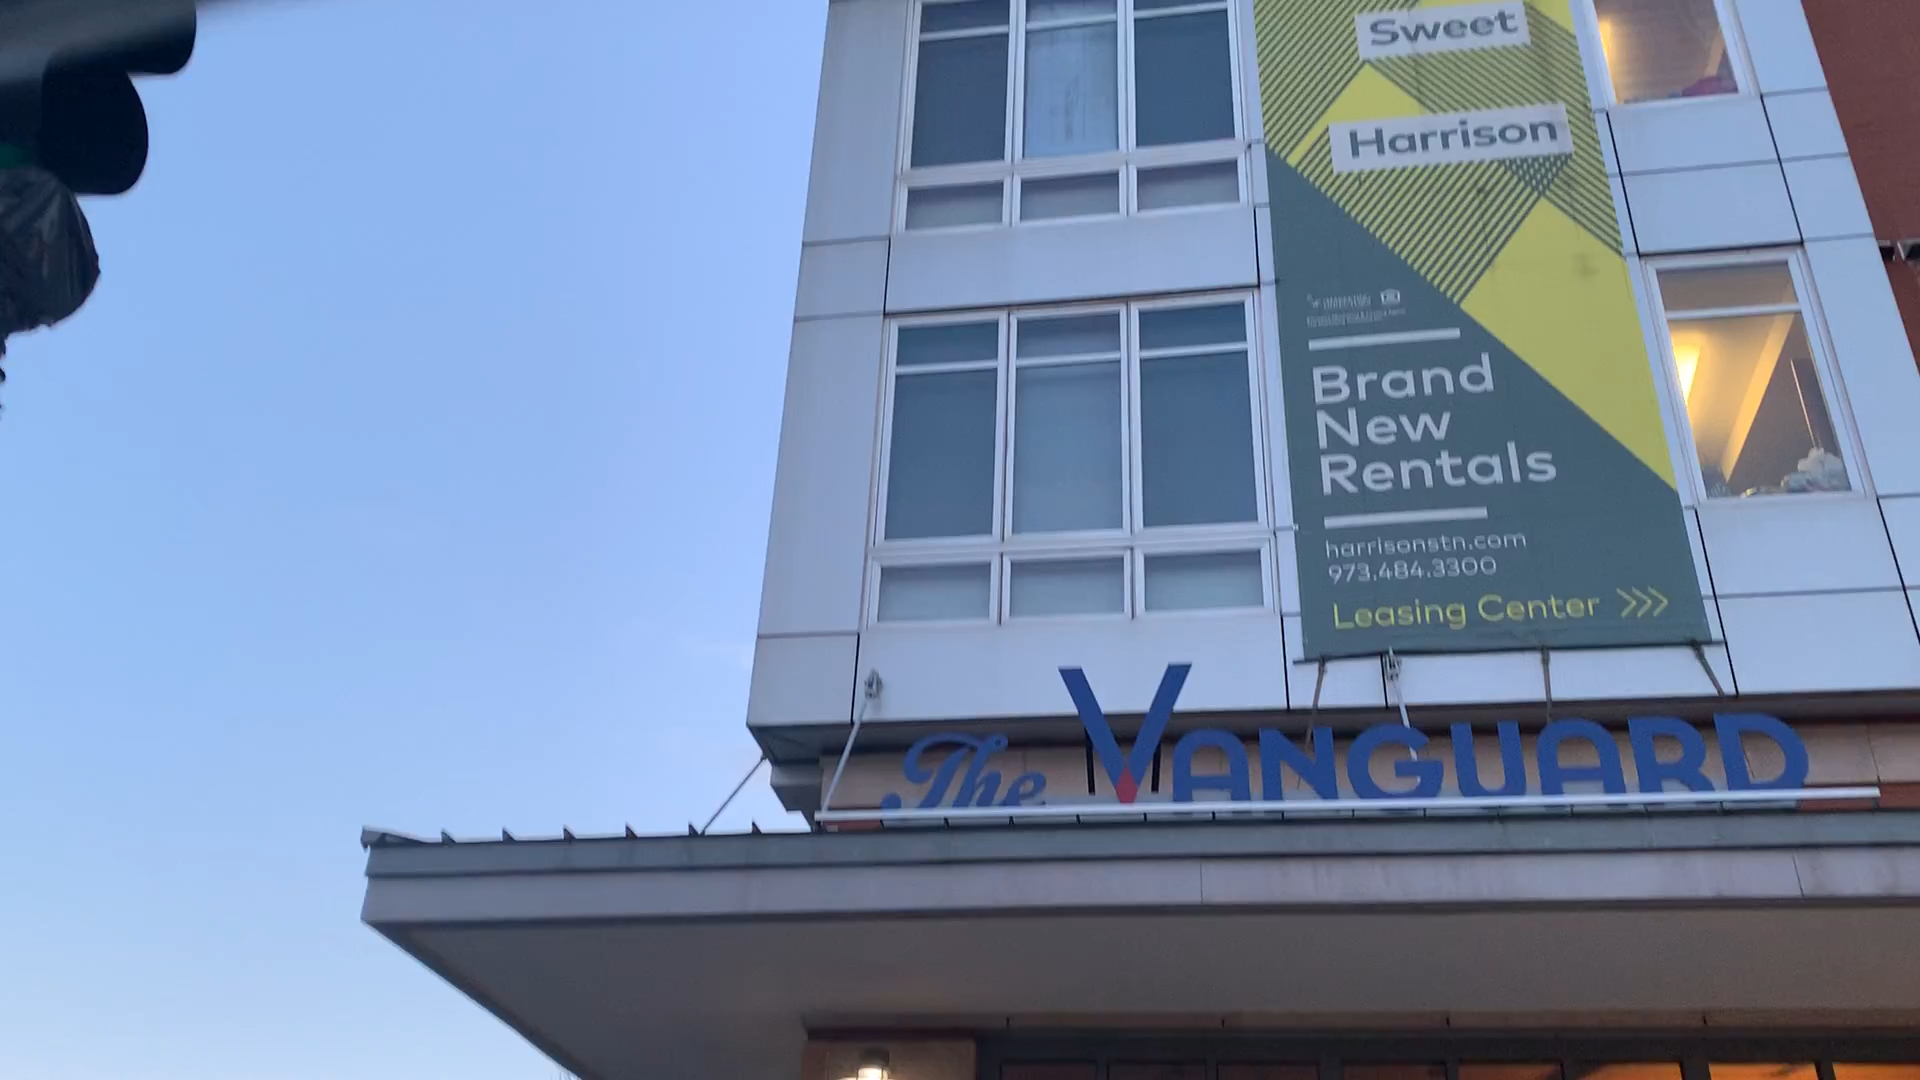 Sweet
Harrison
Brand
New
Rentals
harrisonstn.com
973.484.3300
Leasing Center >>>
The VANGUARD